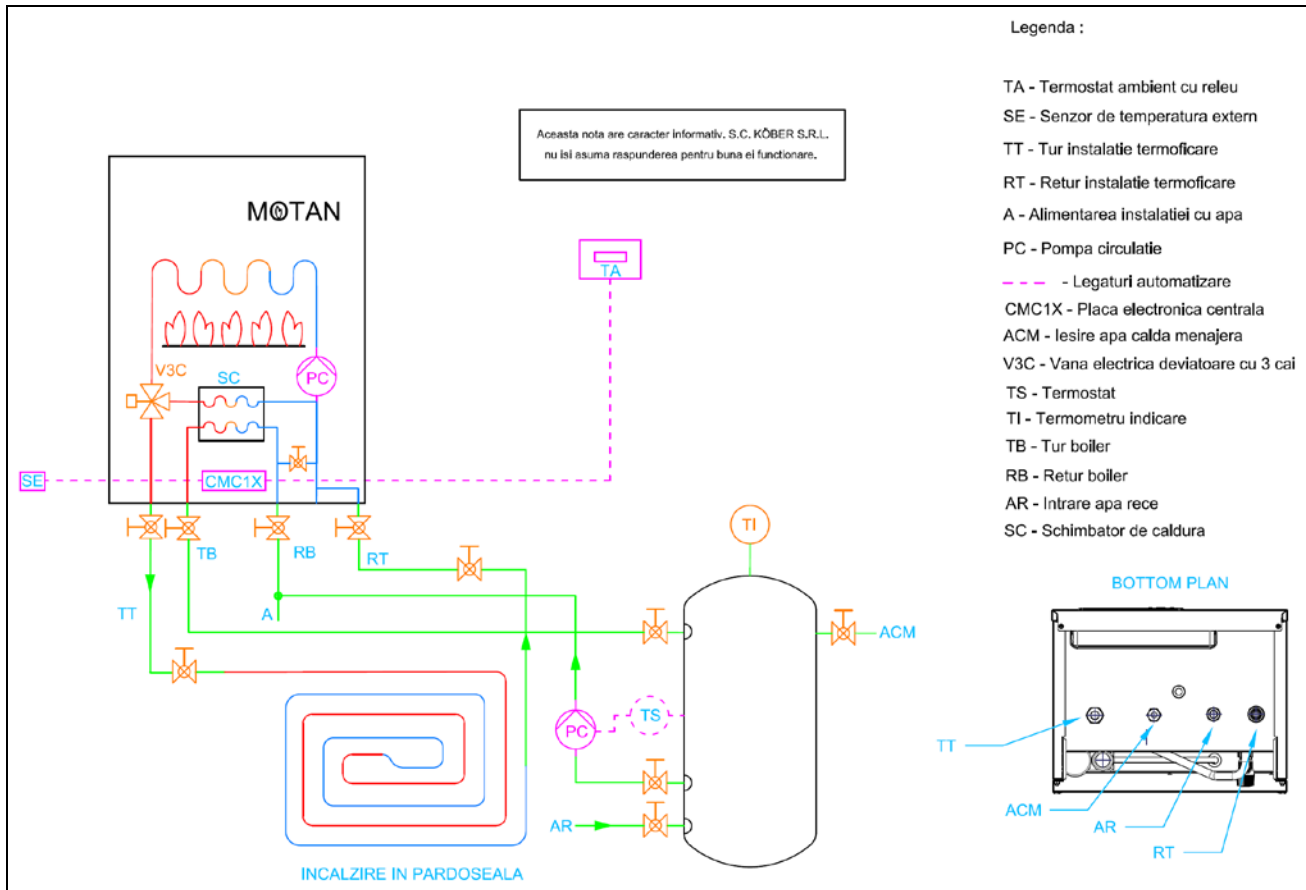 Legenda :
TA - Termostat ambient cu releu
SE - Senzor de temperatura extern
TT - Tur instalatie termoficare
RT - Retur instalatie termoficare
A - Alimentarea instalatiei cu apa
PC - Pompa circulatie
- Legaturi automatizare
CMC1X - Placa electronica centrala
ACM - Iesire apa calda menajera
V3C - Vana electrica deviatoare cu 3 cai
TS - Termostat
TI - Termometru indicare
TB - Tur boiler
RB - Retur boiler
AR - Intrare apa rece
SC - Schimbator de caldura
Aceasta nota are caracter informativ. S.C. KÖBER S.R.L.
nu isi asuma raspunderea pentru buna ei functionare.
MOTAN
TA
V3C
SC
PC
SE
CMC1X
TB
RB
RT
TI
TT
A
ACM
TS
PC
AR
INCALZIRE IN PARDOSEALA
BOTTOM PLAN
TT
ACM
AR
RT